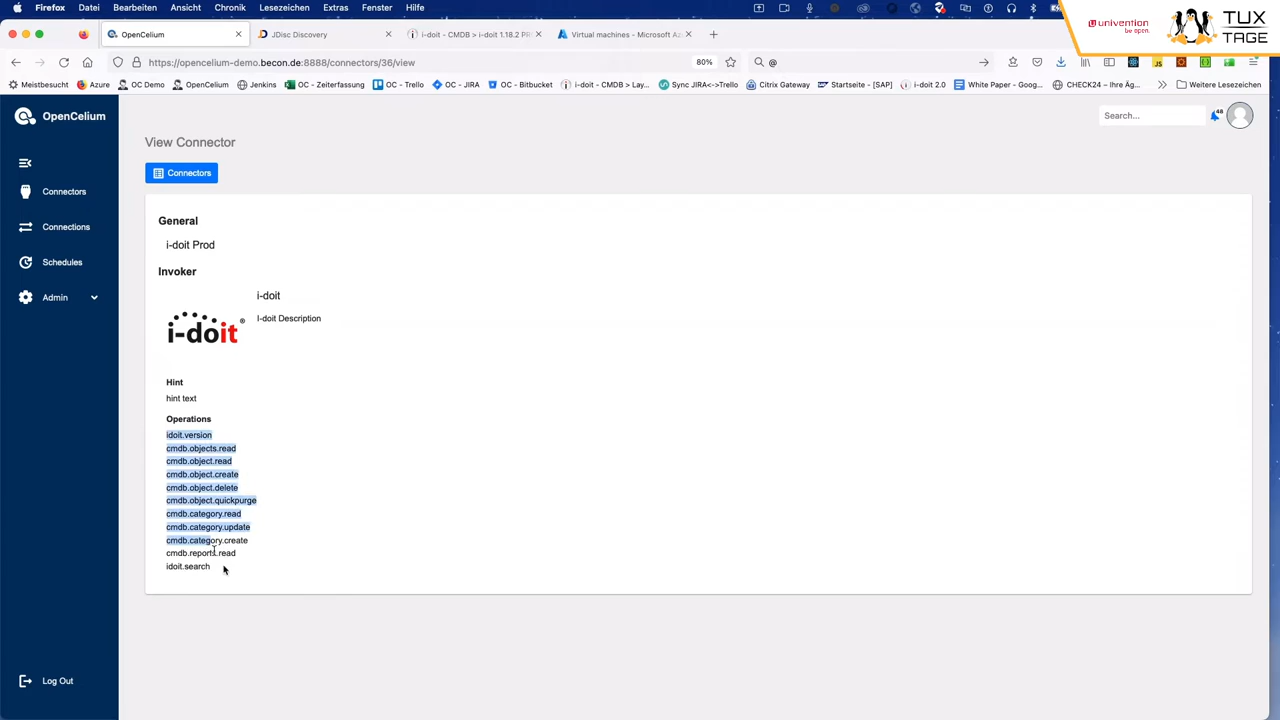 Firefox Datei Bearbeiten Ansicht Chronik Lesezeichen Extras Fenster Hilfe
univention
be open.
TUX
TAGE
OpenCelium
JDisc Discovery
i-doit - CMDB > i-doit 1.18.2 PR
Virtual machines - Microsoft Az
https://opencelium-demo.becon.de:8888/connectors/36/view
80%
@
Meistbesucht Azure OC Demo OpenCelium Jenkins OC - Zeiterfassung OC - Trello OC - JIRA OC - Bitbucket i-doit - CMDB > Lay... Sync JIRA<->Trello Citrix Gateway Startseite - [SAP] i-doit 2.0 White Paper - Goog... CHECK24 – Ihre Äg... Weitere Lesezeichen
OpenCelium
Search...
48
View Connector
Connectors
Connectors
Connections
Schedules
Admin
Log Out
General
i-doit Prod
Invoker
i-doit
i-doit ®
I-doit Description
Hint
hint text
Operations
idoit.version
cmdb.objects.read
cmdb.object.read
cmdb.object.create
cmdb.object.delete
cmdb.object.quickpurge
cmdb.category.read
cmdb.category.update
cmdb.category.create
cmdb.reports.read
idoit.search